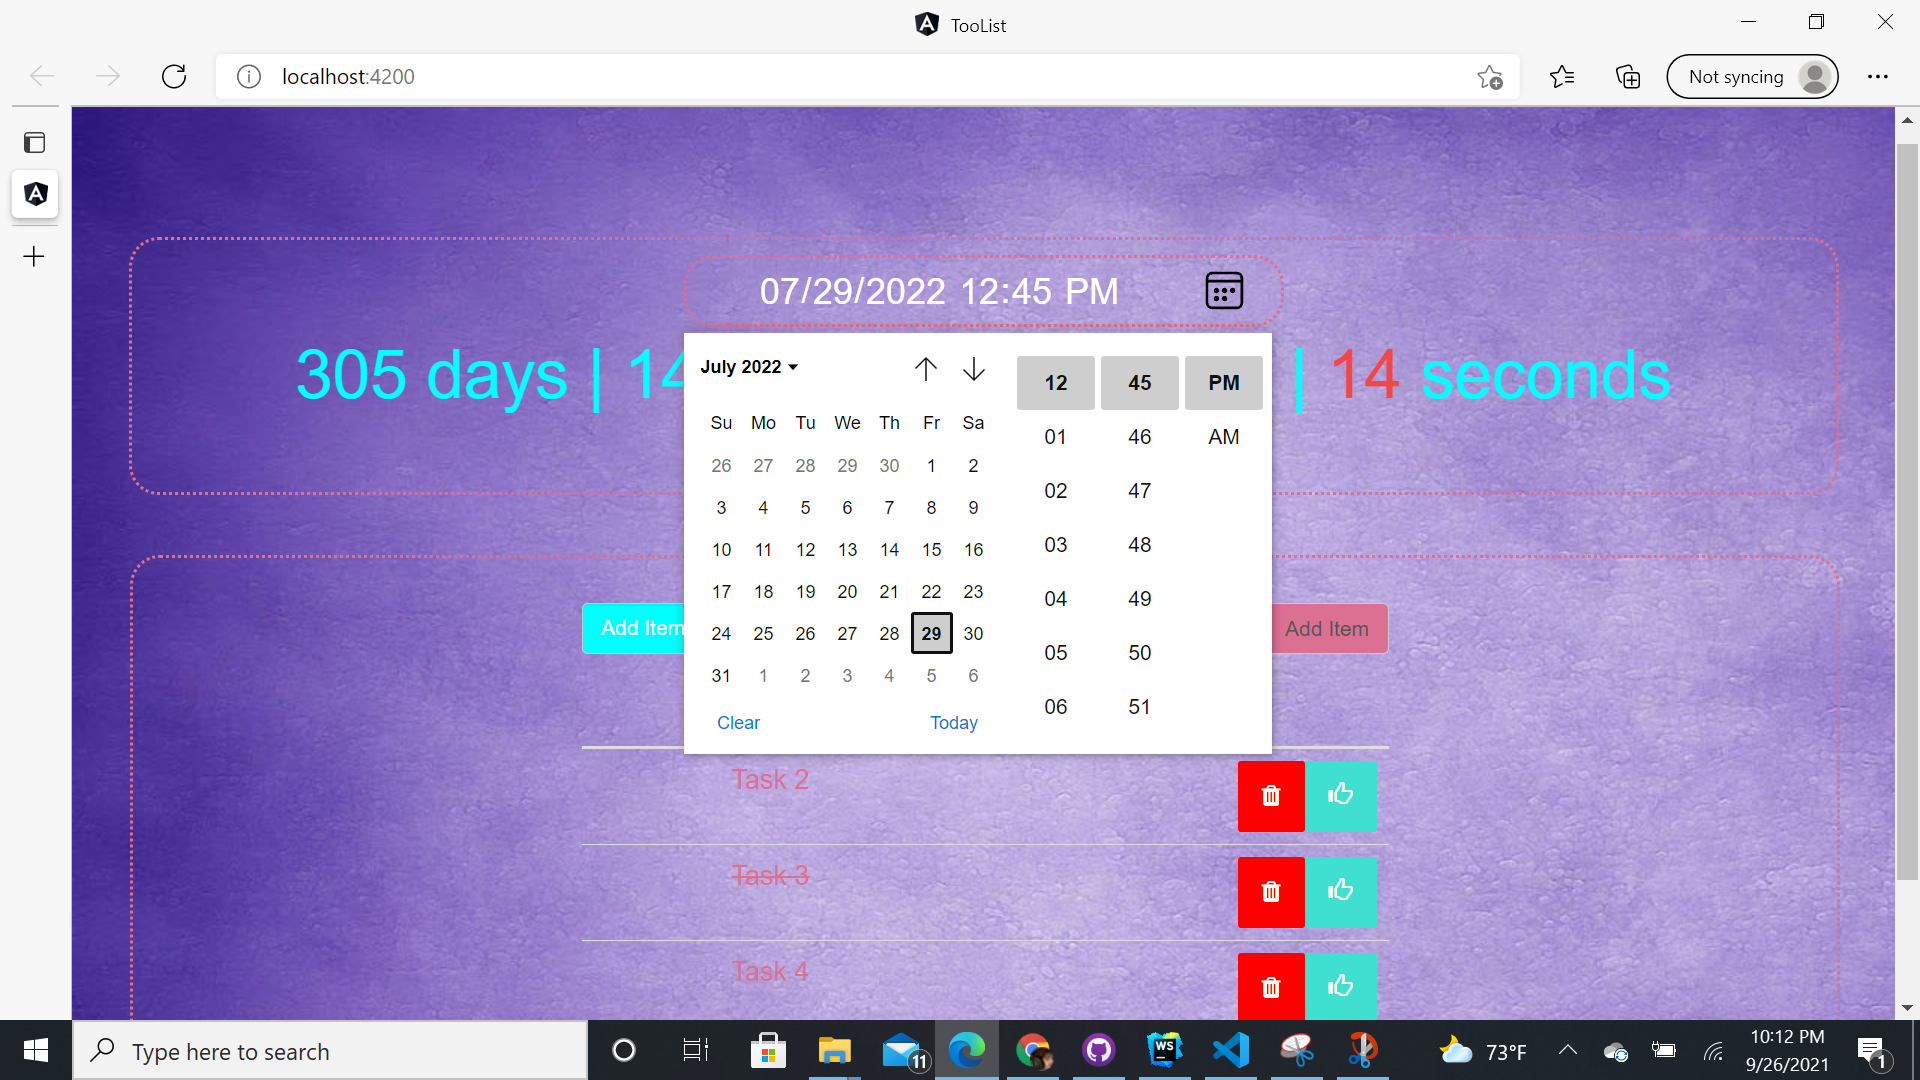 TooList
localhost:4200
Not syncing
07/29/2022 12:45 PM
305 days | 14
| 14 seconds
July 2022
12 45 PM
Su Mo Tu We Th Fr Sa
01 46 AM
26 27 28 29 30 1 2
02 47
3 4 5 6 7 8 9
03 48
10 11 12 13 14 15 16
04 49
17 18 19 20 21 22 23
24 25 26 27 28 29 30
05 50
31 1 2 3 4 5 6
06 51
Clear Today
Add Item
Add Item
Task 2
Task 3
Task 4
Type here to search
11
WS
73°F
10:12 PM
9/26/2021
1